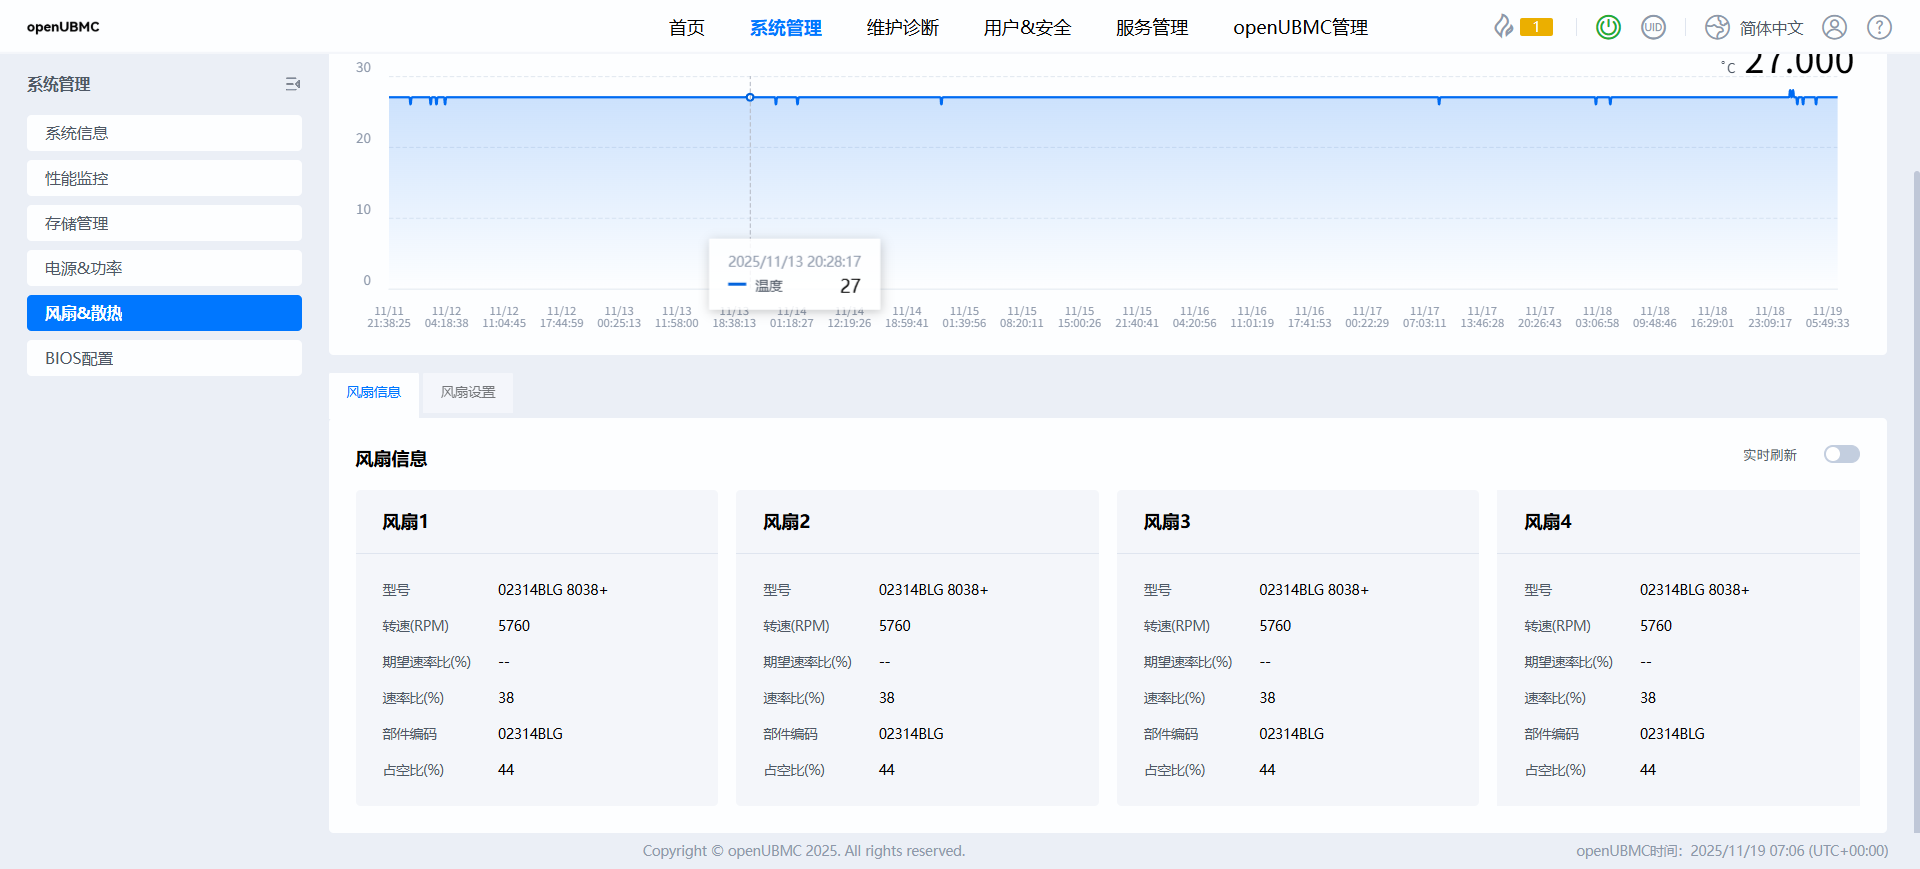 openUBMC
首页 系统管理 维护诊断 用户&安全 服务管理 openUBMC管理
1 UID 简体中文 ?
系统管理
系统信息
性能监控
存储管理
电源&功率
风扇&散热
BIOS配置
°C 27.000
30
20
10
0
2025/11/13 20:28:17
温度 27
11/11 11/12 11/12 11/12 11/13 11/13 11/13 11/14 11/14 11/14 11/15 11/15 11/15 11/15 11/16 11/16 11/16 11/17 11/17 11/17 11/17 11/18 11/18 11/18 11/18 11/19
21:38:25 04:18:38 11:04:45 17:44:59 00:25:13 11:58:00 18:38:13 01:18:27 12:19:26 18:59:41 01:39:56 08:20:11 15:00:26 21:40:41 04:20:56 11:01:19 17:41:53 00:22:29 07:03:11 13:46:28 20:26:43 03:06:58 09:48:46 16:29:01 23:09:17 05:49:33
风扇信息 风扇设置
风扇信息 实时刷新
风扇1
型号 02314BLG 8038+
转速(RPM) 5760
期望速率比(%) --
速率比(%) 38
部件编码 02314BLG
占空比(%) 44
风扇2
型号 02314BLG 8038+
转速(RPM) 5760
期望速率比(%) --
速率比(%) 38
部件编码 02314BLG
占空比(%) 44
风扇3
型号 02314BLG 8038+
转速(RPM) 5760
期望速率比(%) --
速率比(%) 38
部件编码 02314BLG
占空比(%) 44
风扇4
型号 02314BLG 8038+
转速(RPM) 5760
期望速率比(%) --
速率比(%) 38
部件编码 02314BLG
占空比(%) 44
Copyright © openUBMC 2025. All rights reserved.
openUBMC时间：2025/11/19 07:06 (UTC+00:00)